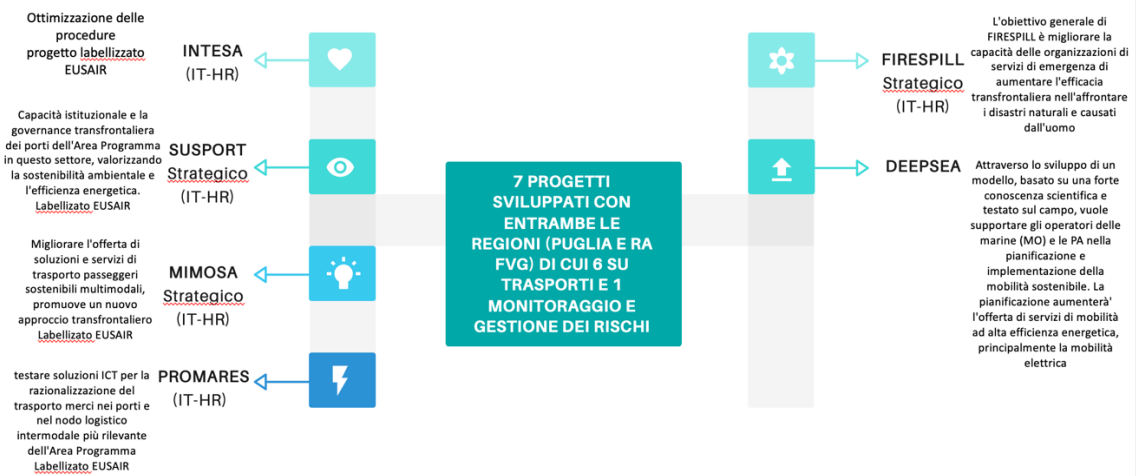 Ottimizzazione delle
procedure
progetto labellizzato
EUSAIR
INTESA
(IT-HR)
Capacità istituzionale e la
governance transfrontaliera
dei porti dell'Area Programma
in questo settore, valorizzando
la sostenibilità ambientale e
l'efficienza energetica.
Labellizato EUSAIR
SUSPORT
Strategico
(IT-HR)
Migliorare l'offerta di
soluzioni e servizi di
trasporto passeggeri
sostenibili multimodali,
promuove un nuovo
approccio transfrontaliero
Labellizato EUSAIR
MIMOSA
Strategico
(IT-HR)
testare soluzioni ICT per la
razionalizzazione del
trasporto merci nei porti e
nel nodo logistico
intermodale più rilevante
dell'Area Programma
Labellizato EUSAIR
PROMARES
(IT-HR)
7 PROGETTI
SVILUPPATI CON
ENTRAMBE LE
REGIONI (PUGLIA E RA
FVG) DI CUI 6 SU
TRASPORTI E 1
MONITORAGGIO E
GESTIONE DEI RISCHI
FIRESPILL
Strategico
(IT-HR)
L'obiettivo generale di
FIRESPILL è migliorare la
capacità delle organizzazioni di
servizi di emergenza di
aumentare l'efficacia
transfrontaliera nell'affrontare
i disastri naturali e causati
dall'uomo
DEEPSEA
Attraverso lo sviluppo di un
modello, basato su una forte
conoscenza scientifica e
testato sul campo, vuole
supportare gli operatori delle
marine (MO) e le PA nella
pianificazione e
implementazione della
mobilità sostenibile. La
pianificazione aumenterà'
l'offerta di servizi di mobilità
ad alta efficienza energetica,
principalmente la mobilità
elettrica